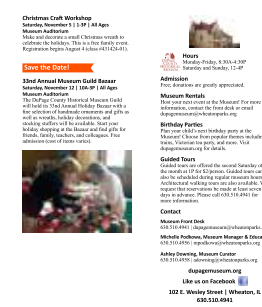 Christmas Craft Workshop
Saturday, November 5 | 1-3P | All Ages
Museum Auditorium
Make and decorate a small Christmas wreath to
celebrate the holidays. This is a free family event.
Registration begins August 4 (class #431424-01).
Save the Date!
33nd Annual Museum Guild Bazaar
Saturday, November 12 | 10A-3P | All Ages
Museum Auditorium
The DuPage County Historical Museum Guild
will hold its 33nd Annual Holiday Bazaar with a
fine selection of handmade ornaments and gifts as
well as wreaths, holiday decorations, and
stocking stuffers will be available. Start your
holiday shopping at the Bazaar and find gifts for
friends, family, teachers, and colleagues. Free
admission (cost of items varies).
Hours
Monday-Friday, 8:30A-4:30P
Saturday and Sunday, 12-4P
Admission
Free, donations are greatly appreciated.
Museum Rentals
Host your next event at the Museum! For more
information, contact the front desk or email
Birthday Parties
Plan your child's next birthday party at the
Museum! Choose from popular themes including
trains, Victorian tea party, and more. Visit
dupagemuseum.org for details.
Guided Tours
Guided tours are offered the second Saturday of
the month at 1P for $2/person. Guided tours can
also be scheduled during regular museum hours.
Architectural walking tours are also available.
request that reservations be made at least seven
days in advance. Please call 630.510.4941 for
more information.
Contact
Museum Front Desk
630.510.4941 | dupagemuseum@wheatonparks.
Michelle Podkowa, Museum Manager & Educa
630.510.4956 | mpodkowa@wheatonparks.org
Ashley Downing, Museum Curator
630.510.4958 | adowning@wheatonparks.org
dupagemuseum.org
Like us on Facebook
102 E. Wesley Street | Wheaton, IL
630.510.4941